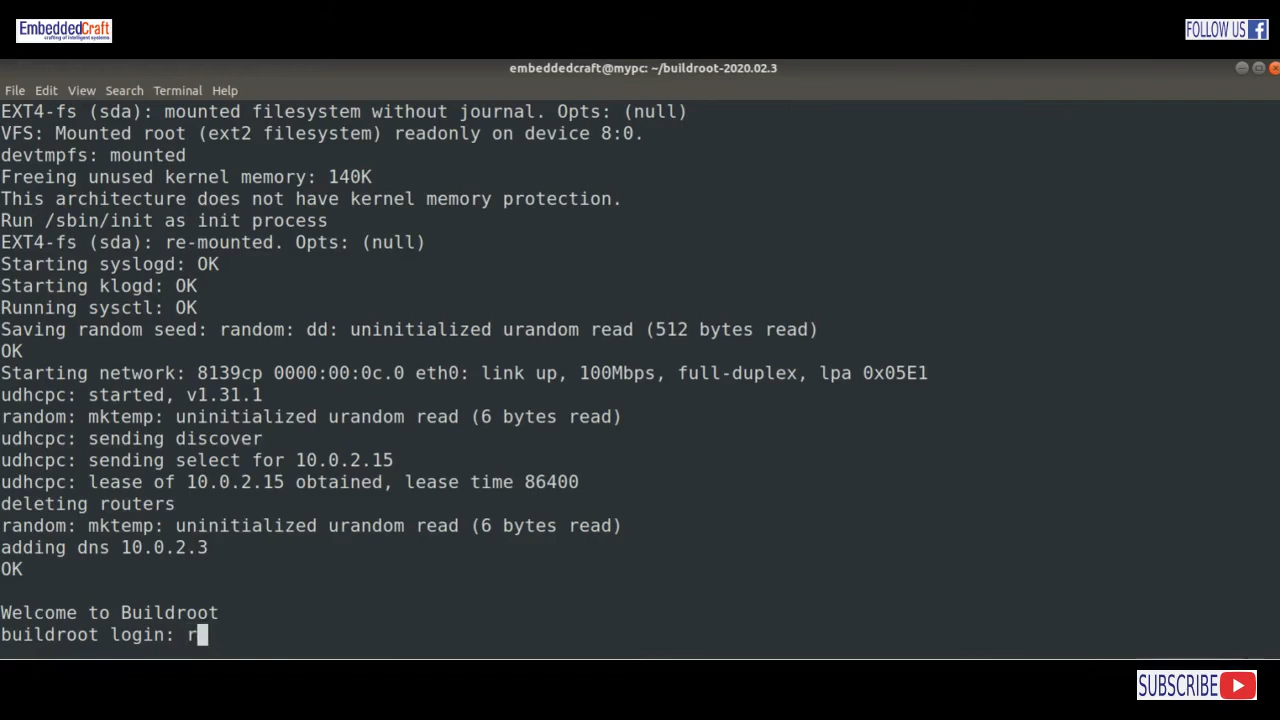 EmbeddedCraft
crafting of intelligent systems
FOLLOW US f
embeddedcraft@mypc: ~/buildroot-2020.02.3
File Edit View Search Terminal Help
EXT4-fs (sda): mounted filesystem without journal. Opts: (null)
VFS: Mounted root (ext2 filesystem) readonly on device 8:0.
devtmpfs: mounted
Freeing unused kernel memory: 140K
This architecture does not have kernel memory protection.
Run /sbin/init as init process
EXT4-fs (sda): re-mounted. Opts: (null)
Starting syslogd: OK
Starting klogd: OK
Running sysctl: OK
Saving random seed: random: dd: uninitialized urandom read (512 bytes read)
OK
Starting network: 8139cp 0000:00:0c.0 eth0: link up, 100Mbps, full-duplex, lpa 0x05E1
udhcpc: started, v1.31.1
random: mktemp: uninitialized urandom read (6 bytes read)
udhcpc: sending discover
udhcpc: sending select for 10.0.2.15
udhcpc: lease of 10.0.2.15 obtained, lease time 86400
deleting routers
random: mktemp: uninitialized urandom read (6 bytes read)
adding dns 10.0.2.3
OK
Welcome to Buildroot
buildroot login: r
SUBSCRIBE